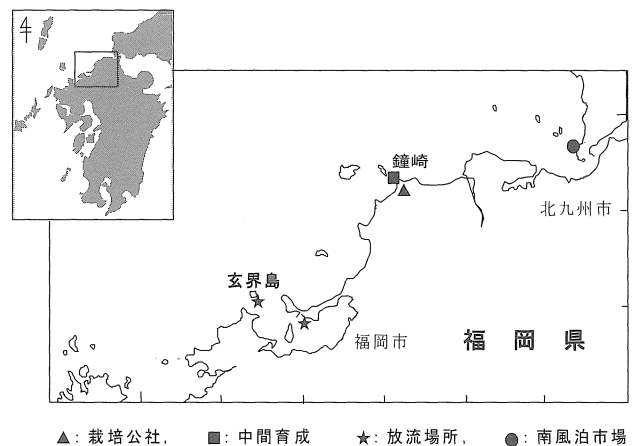 鐘崎
北九州市
玄界島
福岡市
福岡県
▲: 栽培公社, ■: 中間育成 ★: 放流場所, ●: 南風泊市場